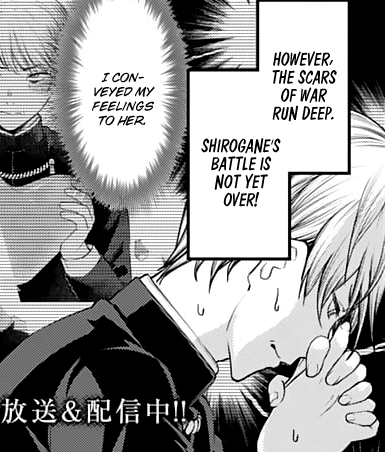 HOWEVER,
THE SCARS
OF WAR
RUN DEEP.
SHIROGANE'S
BATTLE IS
NOT YET
OVER!
I CON-
VEYED MY
FEELINGS
TO HER.
放送&配信中!!